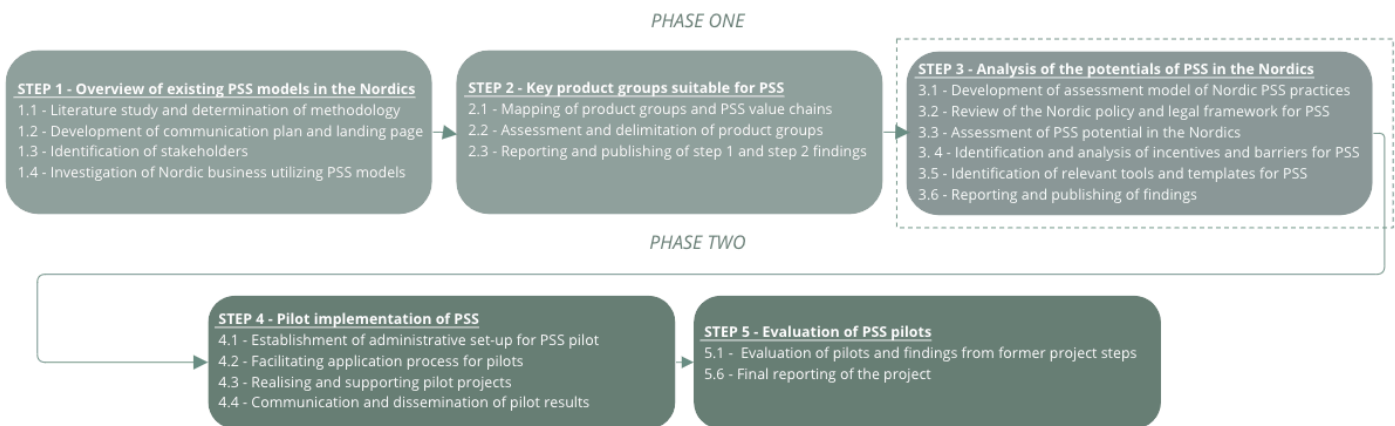 PHASE ONE
STEP 1 - Overview of existing PSS models in the Nordics
1.1 - Literature study and determination of methodology
1.2 - Development of communication plan and landing page
1.3 - Identification of stakeholders
1.4 - Investigation of Nordic business utilizing PSS models
STEP 2 - Key product groups suitable for PSS
2.1 - Mapping of product groups and PSS value chains
2.2 - Assessment and delimitation of product groups
2.3 - Reporting and publishing of step 1 and step 2 findings
STEP 3 - Analysis of the potentials of PSS in the Nordics
3.1 - Development of assessment model of Nordic PSS practices
3.2 - Review of the Nordic policy and legal framework for PSS
3.3 - Assessment of PSS potential in the Nordics
3. 4 - Identification and analysis of incentives and barriers for PSS
3.5 - Identification of relevant tools and templates for PSS
3.6 - Reporting and publishing of findings
PHASE TWO
STEP 4 - Pilot implementation of PSS
4.1 - Establishment of administrative set-up for PSS pilot
4.2 - Facilitating application process for pilots
4.3 - Realising and supporting pilot projects
4.4 - Communication and dissemination of pilot results
STEP 5 - Evaluation of PSS pilots
5.1 -  Evaluation of pilots and findings from former project steps
5.6 - Final reporting of the project